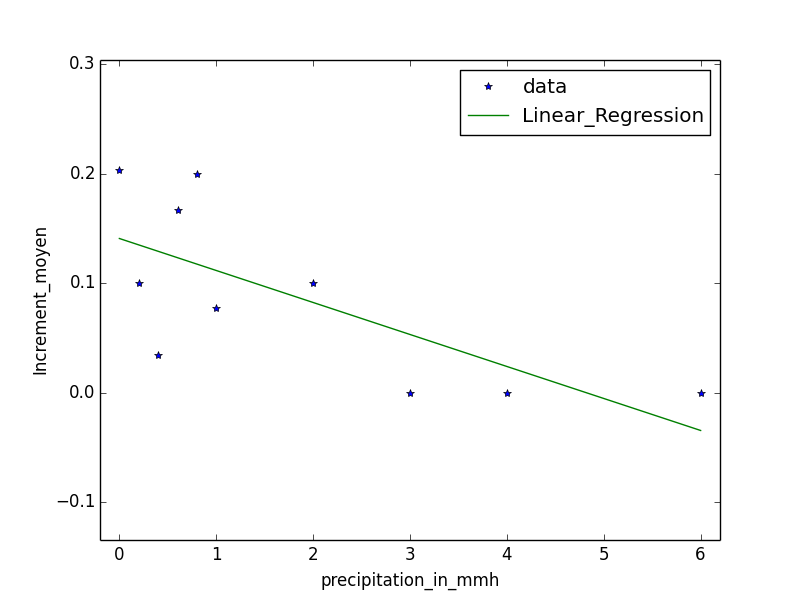 0.3
0.2
0.1
0.0
−0.1
Increment_moyen
data
Linear_Regression
0 1 2 3 4 5 6
precipitation_in_mmh